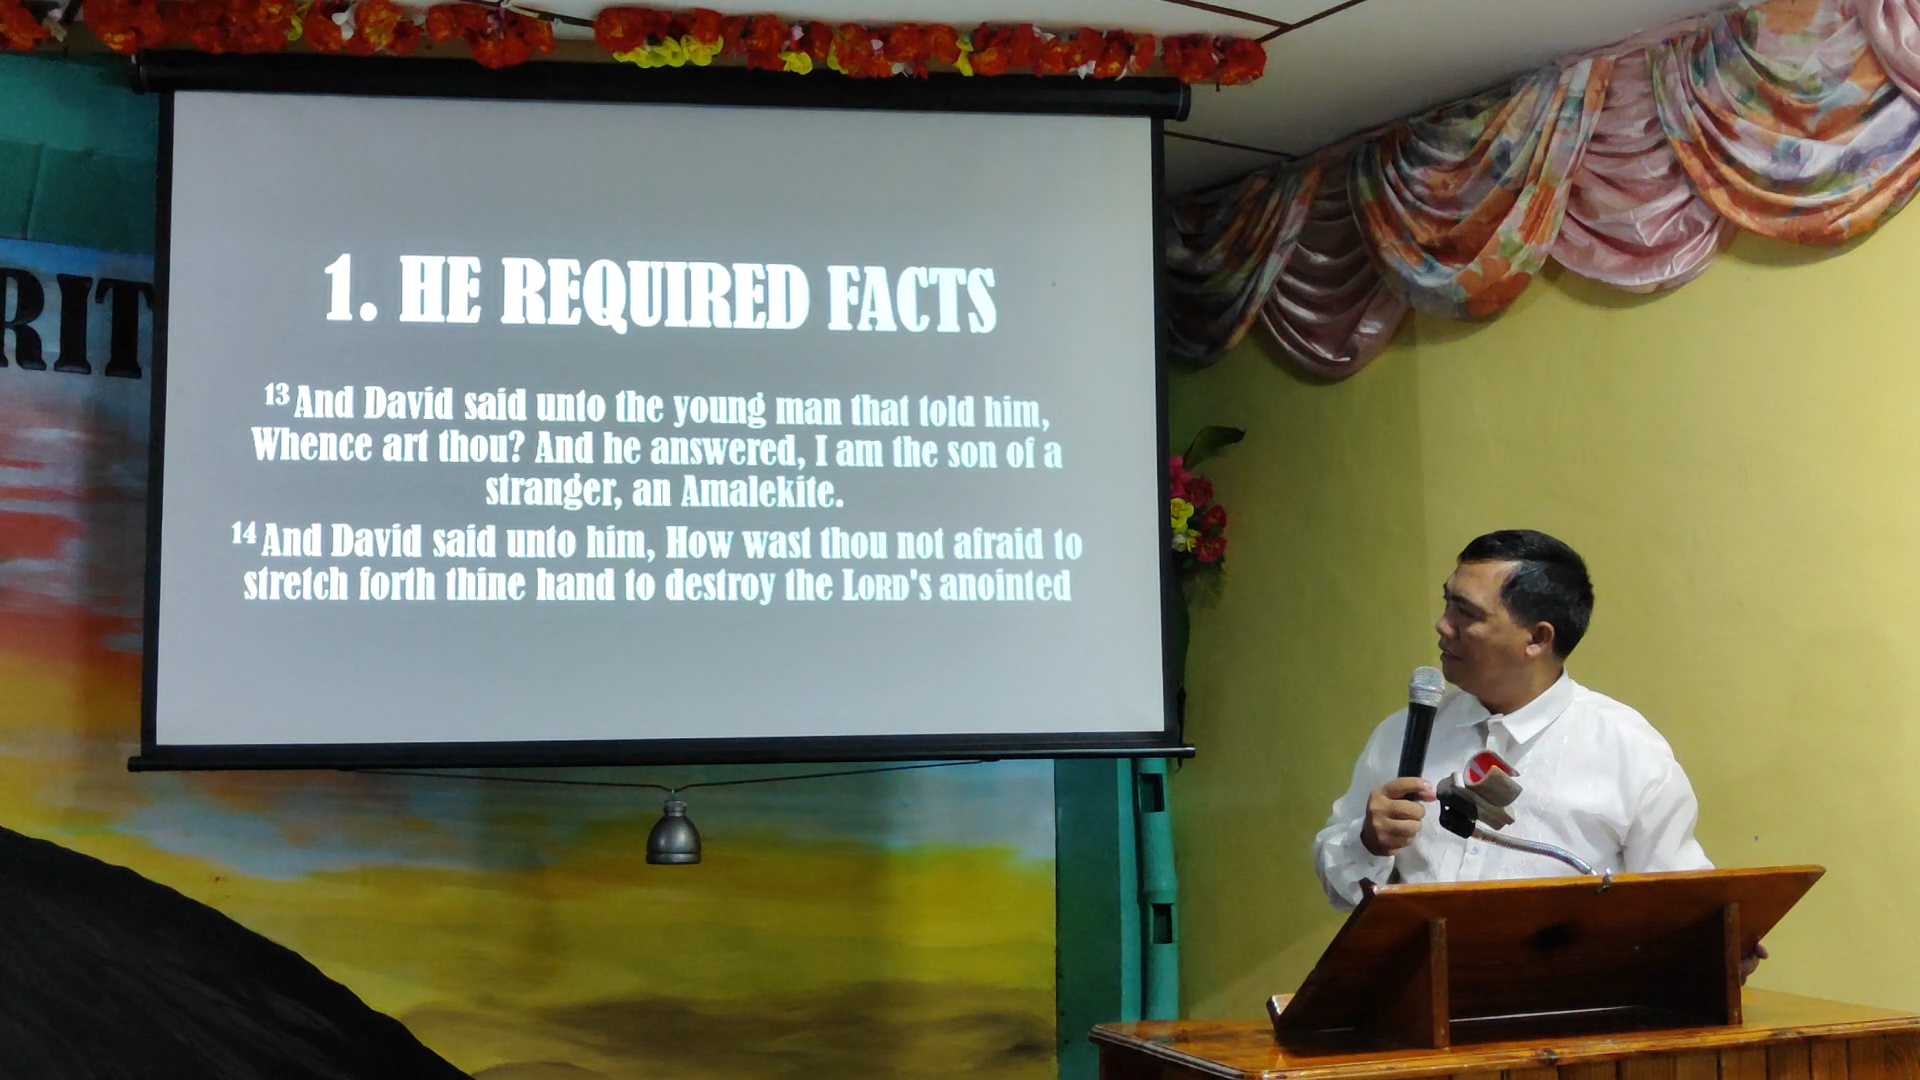 RIT
1. HE REQUIRED FACTS
13 And David said unto the young man that told him,
Whence art thou? And he answered, I am the son of a
stranger, an Amalekite.
14 And David said unto him, How wast thou not afraid to
stretch forth thine hand to destroy the LORD's anointed